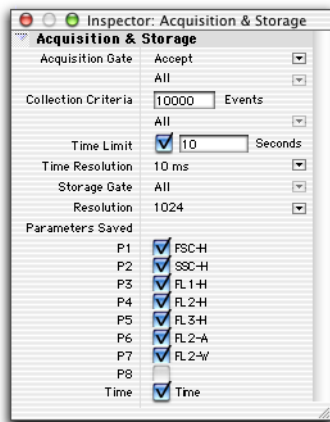 Inspector: Acquisition & Storage
Acquisition & Storage
Acquisition Gate Accept
All
Collection Criteria 10000 Events
All
Time Limit 10 Seconds
Time Resolution 10 ms
Storage Gate All
Resolution 1024
Parameters Saved
P1 FSC-H
P2 SSC-H
P3 FL1-H
P4 FL2-H
P5 FL3-H
P6 FL2-A
P7 FL2-W
P8
Time Time